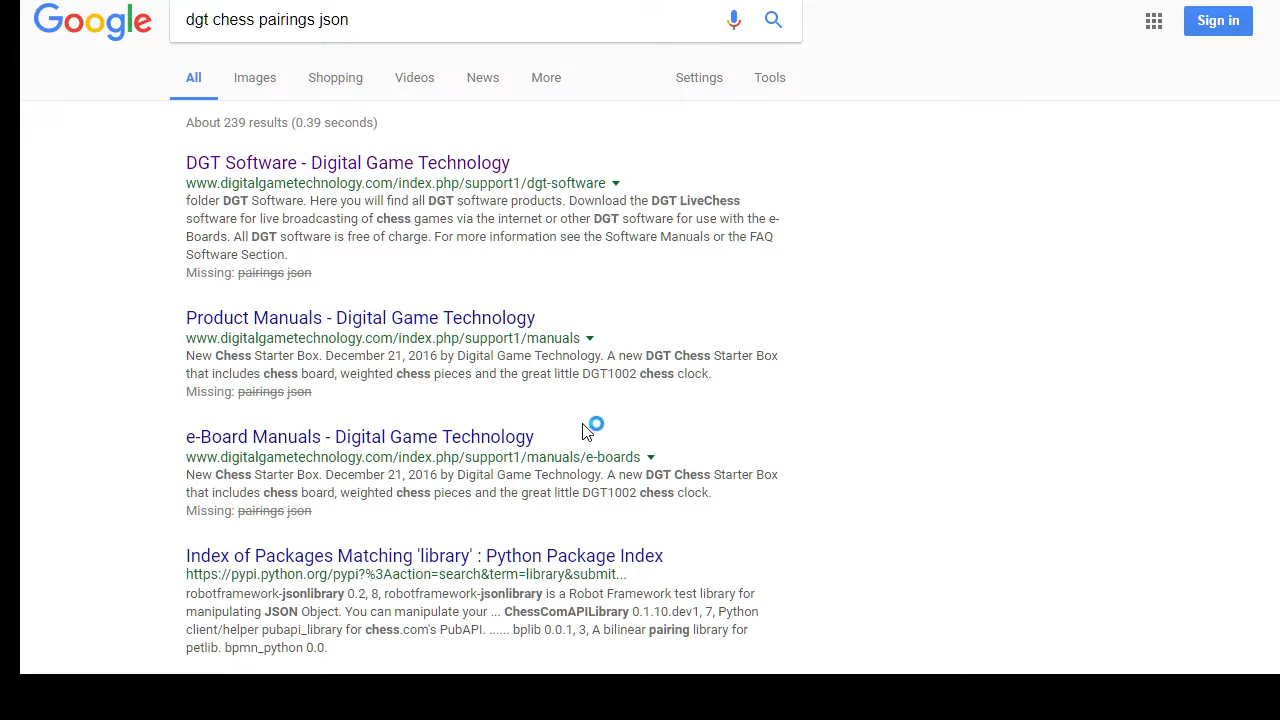 Google
dgt chess pairings json
Sign in
All Images Shopping Videos News More Settings Tools
About 239 results (0.39 seconds)
DGT Software - Digital Game Technology
www.digitalgametechnology.com/index.php/support1/dgt-software
folder DGT Software. Here you will find all DGT software products. Download the DGT LiveChess
software for live broadcasting of chess games via the internet or other DGT software for use with the e-
Boards. All DGT software is free of charge. For more information see the Software Manuals or the FAQ
Software Section.
Missing: pairings json
Product Manuals - Digital Game Technology
www.digitalgametechnology.com/index.php/support1/manuals
New Chess Starter Box. December 21, 2016 by Digital Game Technology. A new DGT Chess Starter Box
that includes chess board, weighted chess pieces and the great little DGT1002 chess clock.
Missing: pairings json
e-Board Manuals - Digital Game Technology
www.digitalgametechnology.com/index.php/support1/manuals/e-boards
New Chess Starter Box. December 21, 2016 by Digital Game Technology. A new DGT Chess Starter Box
that includes chess board, weighted chess pieces and the great little DGT1002 chess clock.
Missing: pairings json
Index of Packages Matching 'library' : Python Package Index
https://pypi.python.org/pypi?%3Aaction=search&term=library&submit...
robotframework-jsonlibrary 0.2, 8, robotframework-jsonlibrary is a Robot Framework test library for
manipulating JSON Object. You can manipulate your ... ChessComAPILibrary 0.1.10.dev1, 7, Python
client/helper pubapi_library for chess.com's PubAPI. ...... bplib 0.0.1, 3, A bilinear pairing library for
petlib. bpmn_python 0.0.